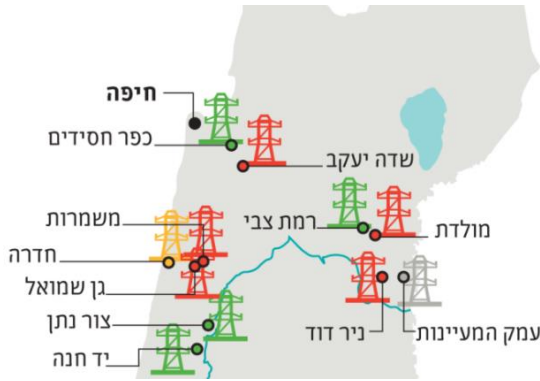 חיפה
כפר חסידים
שדה יעקב
משמרות
רמת צבי
מולדת
חדרה
גן שמואל
צור נתן
ניר דוד
עמק המעיינות
יד חנה